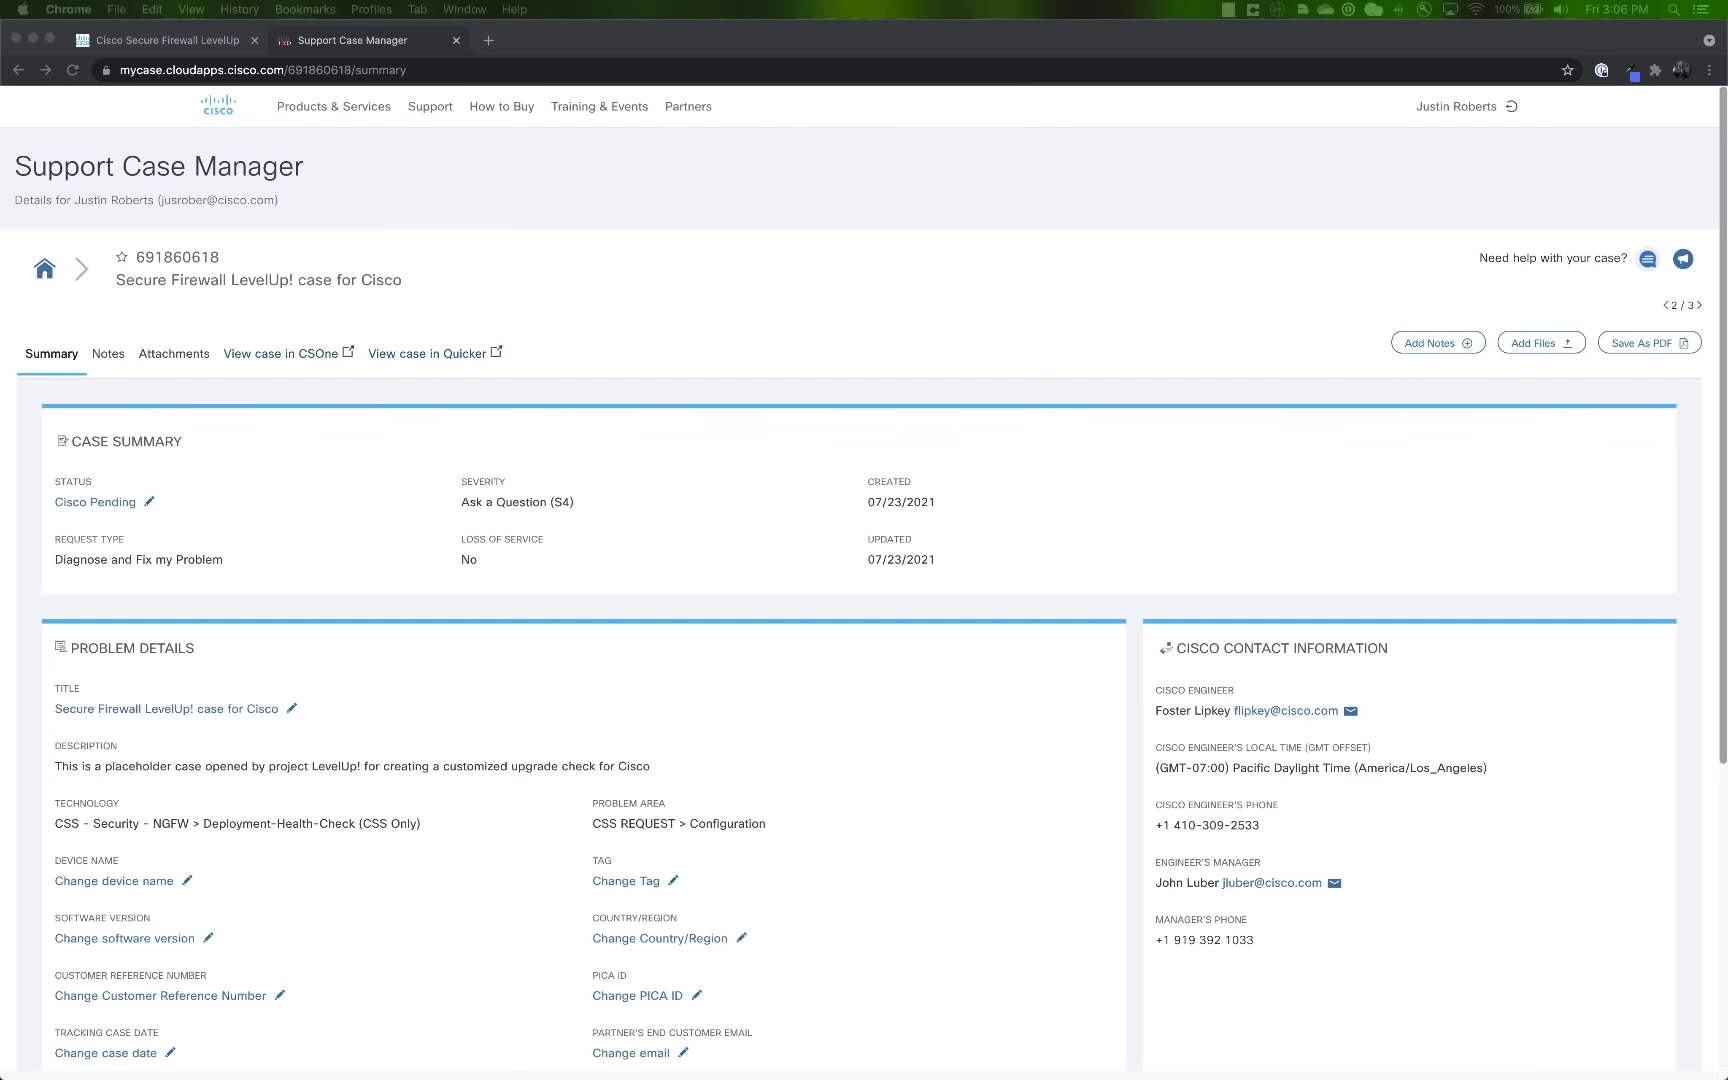 Chrome File Edit View History Bookmarks Profiles Tab Window Help 100% Fri 3:06 PM
Cisco Secure Firewall LevelUp Support Case Manager
mycase.cloudapps.cisco.com/691860618/summary
CISCO Products & Services Support How to Buy Training & Events Partners Justin Roberts
Support Case Manager
Details for Justin Roberts (jusrober@cisco.com)
691860618 Need help with your case?
Secure Firewall LevelUp! case for Cisco
2 / 3
Summary Notes Attachments View case in CSOne View case in Quicker Add Notes Add Files Save As PDF
CASE SUMMARY
STATUS SEVERITY CREATED
Cisco Pending Ask a Question (S4) 07/23/2021
REQUEST TYPE LOSS OF SERVICE UPDATED
Diagnose and Fix my Problem No 07/23/2021
PROBLEM DETAILS
TITLE
Secure Firewall LevelUp! case for Cisco
DESCRIPTION
This is a placeholder case opened by project LevelUp! for creating a customized upgrade check for Cisco
TECHNOLOGY PROBLEM AREA
CSS - Security - NGFW > Deployment-Health-Check (CSS Only) CSS REQUEST > Configuration
DEVICE NAME TAG
Change device name Change Tag
SOFTWARE VERSION COUNTRY/REGION
Change software version Change Country/Region
CUSTOMER REFERENCE NUMBER PICA ID
Change Customer Reference Number Change PICA ID
TRACKING CASE DATE PARTNER'S END CUSTOMER EMAIL
Change case date Change email
CISCO CONTACT INFORMATION
CISCO ENGINEER
Foster Lipkey flipkey@cisco.com
CISCO ENGINEER'S LOCAL TIME (GMT OFFSET)
(GMT-07:00) Pacific Daylight Time (America/Los_Angeles)
CISCO ENGINEER'S PHONE
+1 410-309-2533
ENGINEER'S MANAGER
John Luber jluber@cisco.com
MANAGER'S PHONE
+1 919 392 1033